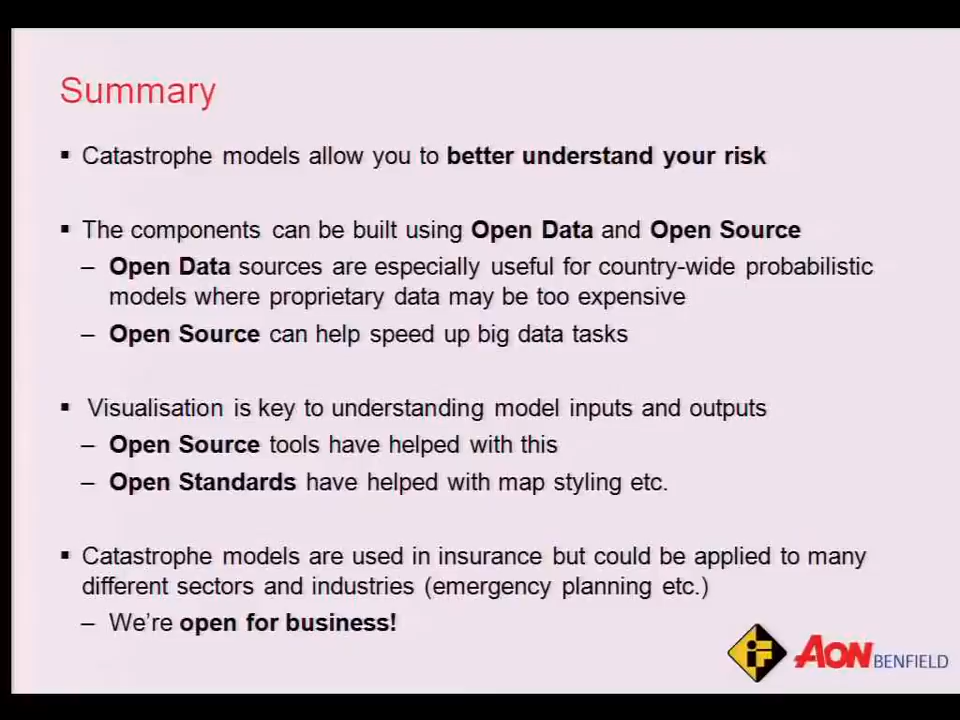 Summary
▪ Catastrophe models allow you to better understand your risk
▪ The components can be built using Open Data and Open Source
– Open Data sources are especially useful for country-wide probabilistic
models where proprietary data may be too expensive
– Open Source can help speed up big data tasks
▪ Visualisation is key to understanding model inputs and outputs
– Open Source tools have helped with this
– Open Standards have helped with map styling etc.
▪ Catastrophe models are used in insurance but could be applied to many
different sectors and industries (emergency planning etc.)
– We're open for business!
iF AON BENFIELD